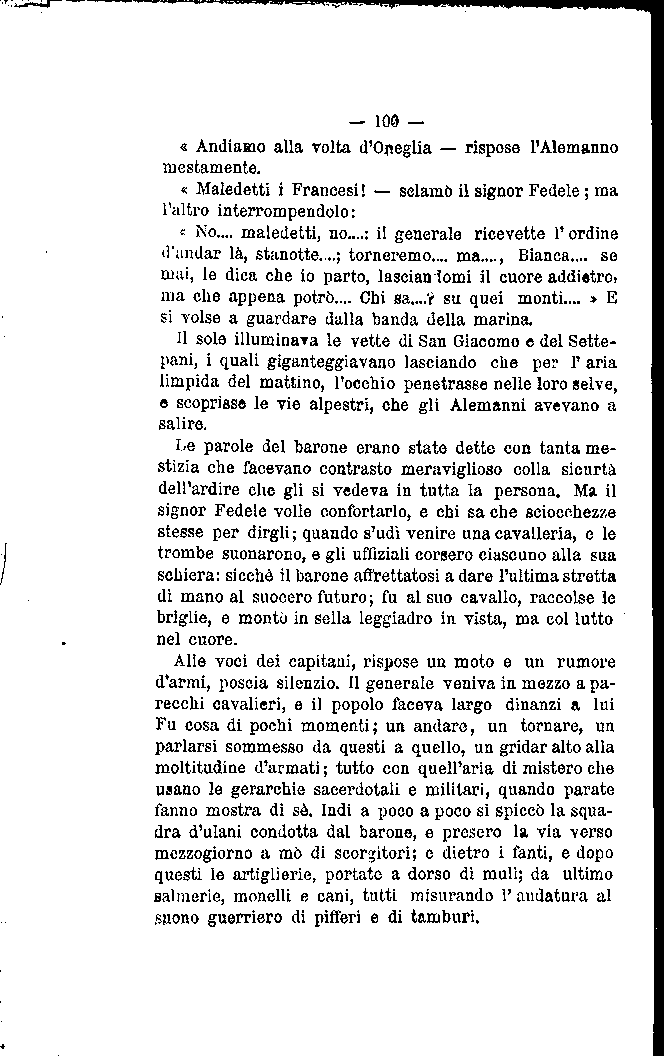 — 109 —
« Andiamo alla volta d'Oneglia — rispose l'Alemanno
mestamente.
« Maledetti i Francesi! — sclamò il signor Fedele; ma
l'altro interrompendolo:
« No.... maledetti, no....: il generale ricevette l'ordine
d'andar là, stanotte....; torneremo.... ma...., Bianca.... se
mai, le dica che io parto, lasciandomi il cuore addietro,
ma che appena potrò.... Chi sa....? su quei monti.... » E
si volse a guardare dalla banda della marina.
Il sole illuminava le vette di San Giacomo e del Sette-
pani, i quali giganteggiavano lasciando che per l'aria
limpida del mattino, l'occhio penetrasse nelle loro selve,
e scoprisse le vie alpestri, che gli Alemanni avevano a
salire.
Le parole del barone erano state dette con tanta me-
stizia che facevano contrasto meraviglioso colla sicurtà
dell'ardire che gli si vedeva in tutta la persona. Ma il
signor Fedele volle confortarlo, e chi sa che sciocchezze
stesse per dirgli; quando s'udì venire una cavalleria, e le
trombe suonarono, e gli uffiziali corsero ciascuno alla sua
schiera: sicchè il barone affrettatosi a dare l'ultima stretta
di mano al suocero futuro; fu al suo cavallo, raccolse le
briglie, e montò in sella leggiadro in vista, ma col lutto
nel cuore.
Alle voci dei capitani, rispose un moto e un rumore
d'armi, poscia silenzio. Il generale veniva in mezzo a pa-
recchi cavalieri, e il popolo faceva largo dinanzi a lui
Fu cosa di pochi momenti; un andare, un tornare, un
parlarsi sommesso da questi a quello, un gridar alto alla
moltitudine d'armati; tutto con quell'aria di mistero che
usano le gerarchie sacerdotali e militari, quando parate
fanno mostra di sè. Indi a poco a poco si spiccò la squa-
dra d'ulani condotta dal barone, e presero la via verso
mezzogiorno a mò di scorgitori; e dietro i fanti, e dopo
questi le artiglierie, portate a dorso di muli; da ultimo
salmerie, monelli e cani, tutti misurando l'andatura al
suono guerriero di pifferi e di tamburi.